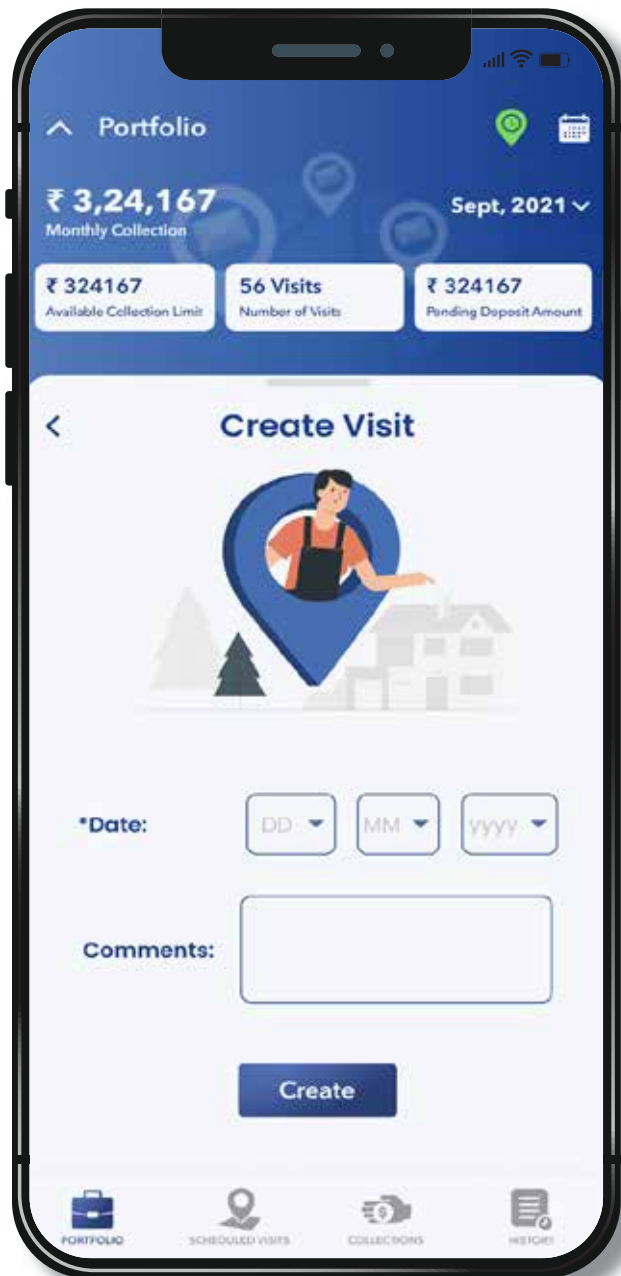 Portfolio
₹ 3,24,167
Monthly Collection
Sept, 2021
₹ 324167
Available Collection Limit
56 Visits
Number of Visits
₹ 324167
Pending Deposit Amount
Create Visit
*Date:
DD
MM
yyyy
Comments:
Create
PORTFOLIO
SCHEDULED VISITS
COLLECTIONS
HISTORY